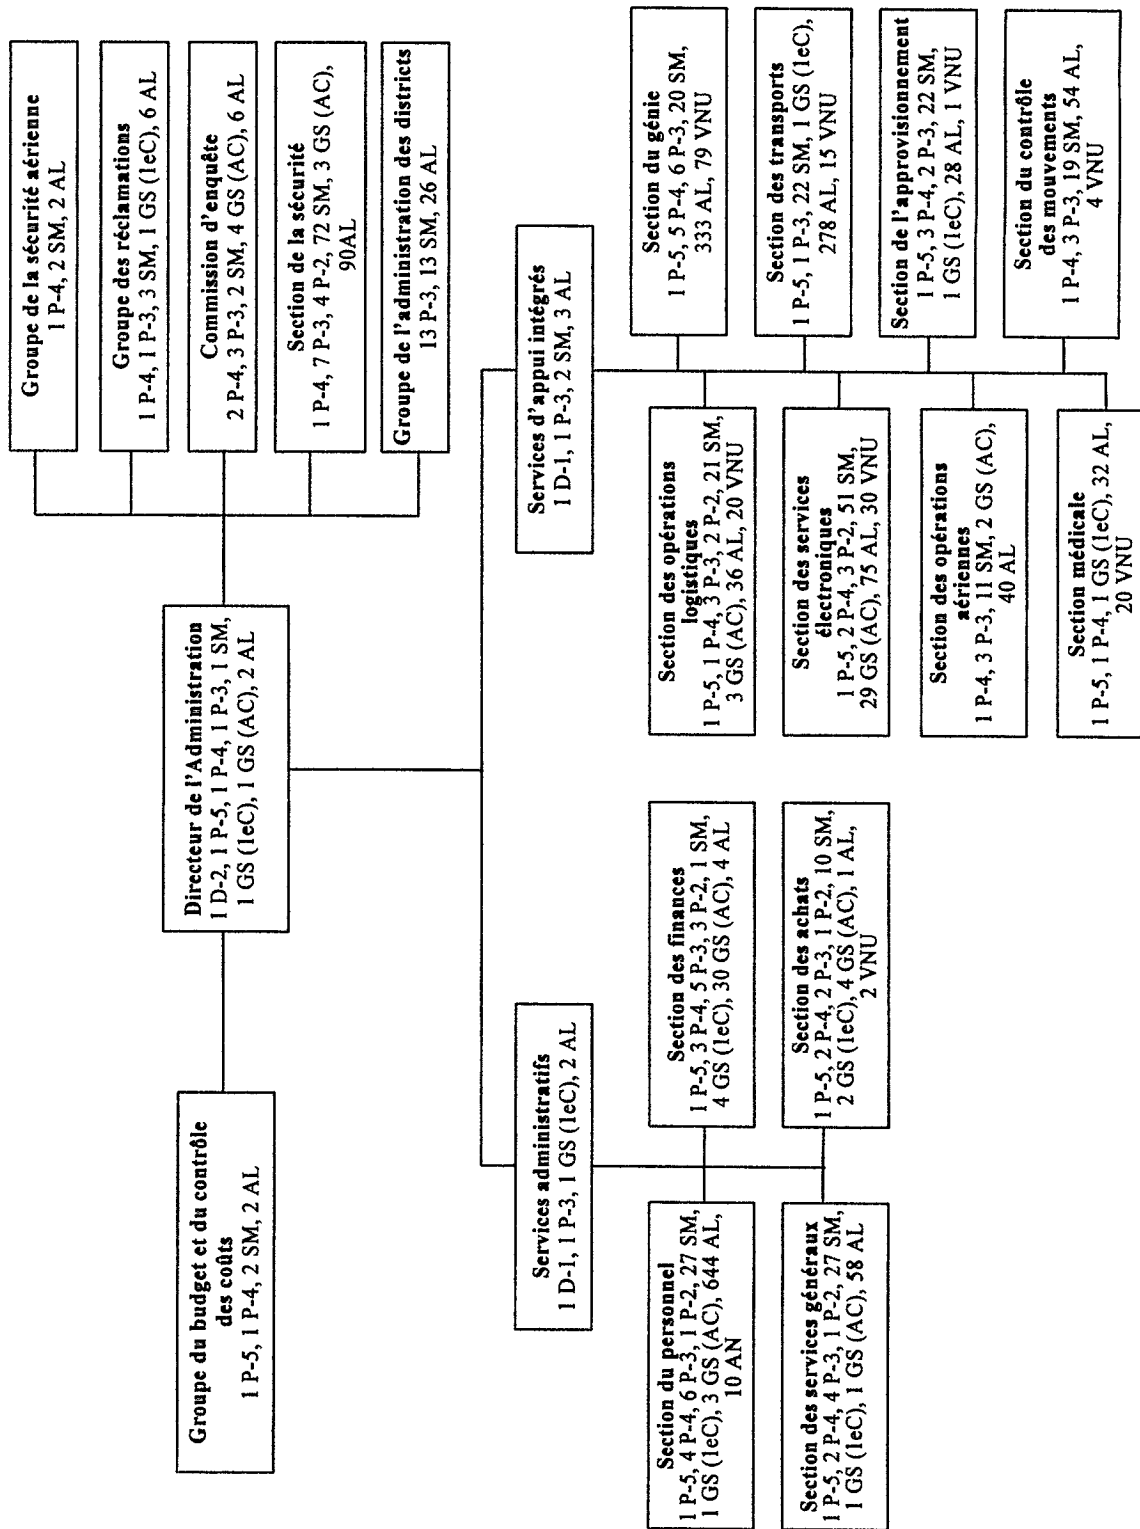 Groupe du budget et du contrôle
des coûts
1 P-5, 1 P-4, 2 SM, 2 AL
Directeur de l'Administration
1 D-2, 1 P-5, 1 P-4, 1 P-3, 1 SM,
1 GS (1eC), 1 GS (AC), 2 AL
Groupe de la sécurité aérienne
1 P-4, 2 SM, 2 AL
Groupe des réclamations
1 P-4, 1 P-3, 3 SM, 1 GS (1eC), 6 AL
Commission d'enquête
2 P-4, 3 P-3, 2 SM, 4 GS (AC), 6 AL
Section de la sécurité
1 P-4, 7 P-3, 4 P-2, 72 SM, 3 GS (AC),
90AL
Groupe de l'administration des districts
13 P-3, 13 SM, 26 AL
Services administratifs
1 D-1, 1 P-3, 1 GS (1eC), 2 AL
Section du personnel
1 P-5, 4 P-4, 6 P-3, 1 P-2, 27 SM,
1 GS (1eC), 3 GS (AC), 644 AL,
10 AN
Section des finances
1 P-5, 3 P-4, 5 P-3, 3 P-2, 1 SM,
4 GS (1eC), 30 GS (AC), 4 AL
Section des services généraux
1 P-5, 2 P-4, 4 P-3, 1 P-2, 27 SM,
1 GS (1eC), 1 GS (AC), 58 AL
Section des achats
1 P-5, 2 P-4, 2 P-3, 1 P-2, 10 SM,
2 GS (1eC), 4 GS (AC), 1 AL,
2 VNU
Services d'appui intégrés
1 D-1, 1 P-3, 2 SM, 3 AL
Section des opérations
logistiques
1 P-5, 1 P-4, 3 P-3, 2 P-2, 21 SM,
3 GS (AC), 36 AL, 20 VNU
Section du génie
1 P-5, 5 P-4, 6 P-3, 20 SM,
333 AL, 79 VNU
Section des services
électroniques
1 P-5, 2 P-4, 3 P-2, 51 SM,
29 GS (AC), 75 AL, 30 VNU
Section des transports
1 P-5, 1 P-3, 22 SM, 1 GS (1eC),
278 AL, 15 VNU
Section des opérations
aériennes
1 P-4, 3 P-3, 11 SM, 2 GS (AC),
40 AL
Section de l'approvisionnement
1 P-5, 3 P-4, 2 P-3, 22 SM,
1 GS (1eC), 28 AL, 1 VNU
Section médicale
1 P-5, 1 P-4, 1 GS (1eC), 32 AL,
20 VNU
Section du contrôle
des mouvements
1 P-4, 3 P-3, 19 SM, 54 AL,
4 VNU